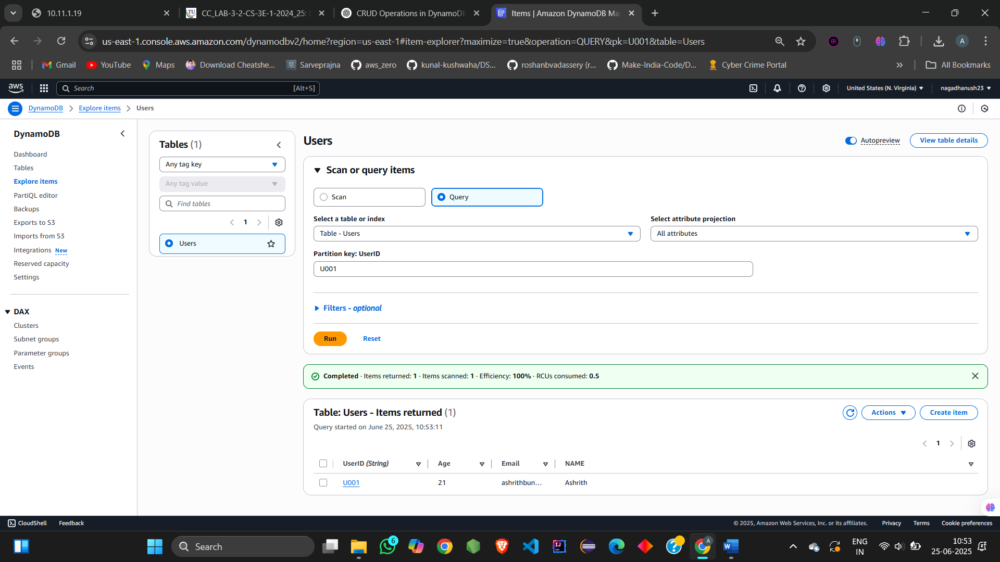 10.11.1.19
CC_LAB-3-2-CS-3E-1-2024_25:
CRUD Operations in DynamoDB
Items | Amazon DynamoDB Ma
us-east-1.console.aws.amazon.com/dynamodbv2/home?region=us-east-1#item-explorer?maximize=true&operation=QUERY&pk=U001&table=Users
ER
A
Gmail
YouTube
Maps
Download Cheatshe...
Sarveprajna
aws_zero
kunal-kushwaha/DS...
roshanbvadassery (r...
Make-India-Code/D...
Cyber Crime Portal
All Bookmarks
aws
Search
[Alt+S]
United States (N. Virginia)
nagadhanush23
DynamoDB
Explore items
Users
DynamoDB
Dashboard
Tables
Explore items
PartiQL editor
Backups
Exports to S3
Imports from S3
Integrations New
Reserved capacity
Settings
DAX
Clusters
Subnet groups
Parameter groups
Events
Tables (1)
Any tag key
Any tag value
Find tables
1
Users
Users
Autopreview
View table details
Scan or query items
Scan
Query
Select a table or index
Table - Users
Select attribute projection
All attributes
Partition key: UserID
U001
Filters - optional
Run
Reset
Completed · Items returned: 1 · Items scanned: 1 · Efficiency: 100% · RCUs consumed: 0.5
Table: Users - Items returned (1)
Query started on June 25, 2025, 10:53:11
Actions
Create item
1
UserID (String)
Age
Email
NAME
U001
21
ashrithbun...
Ashrith
CloudShell
Feedback
© 2025, Amazon Web Services, Inc. or its affiliates.
Privacy
Terms
Cookie preferences
Search
6
A
ENG
IN
10:53
25-06-2025